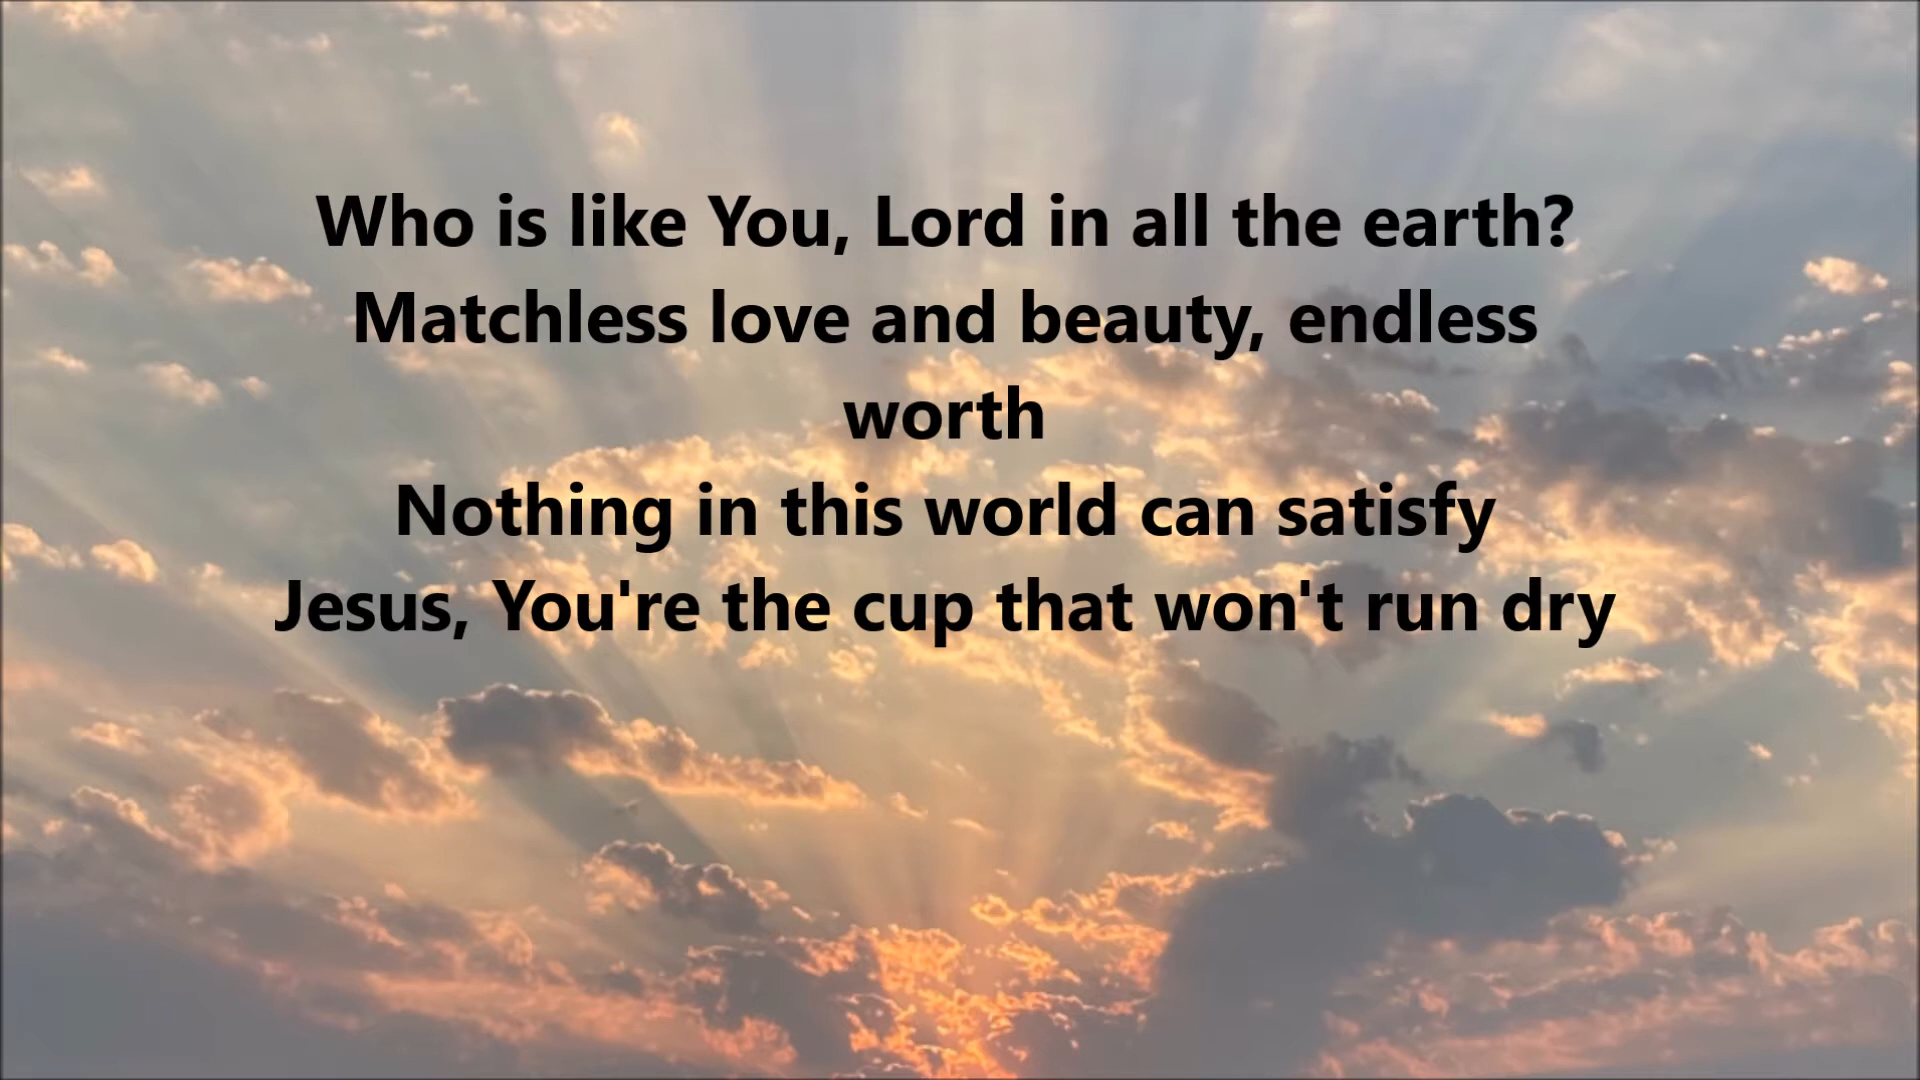 Who is like You, Lord in all the earth?
Matchless love and beauty, endless
worth
Nothing in this world can satisfy
Jesus, You're the cup that won't run dry